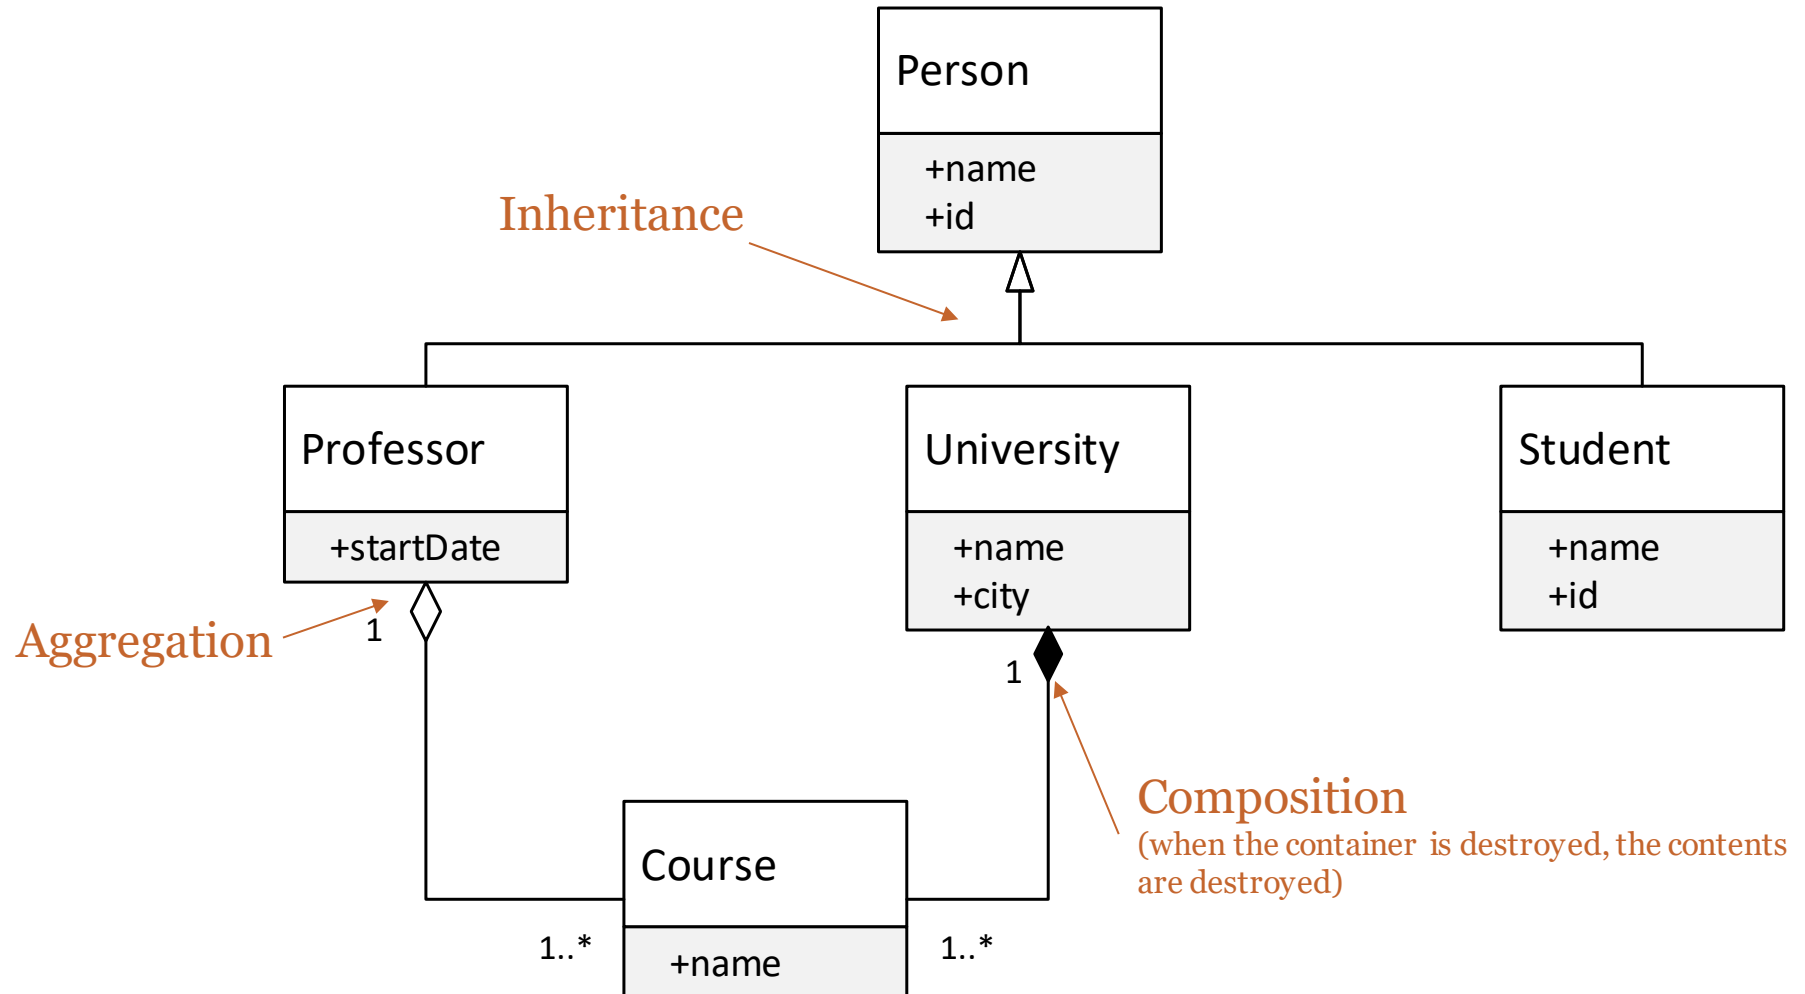 Person
+name
+id
Inheritance
Professor
+startDate
University
+name
+city
Student
+name
+id
Aggregation
1
1
Composition
(when the container is destroyed, the contents
are destroyed)
Course
+name
1..*
1..*